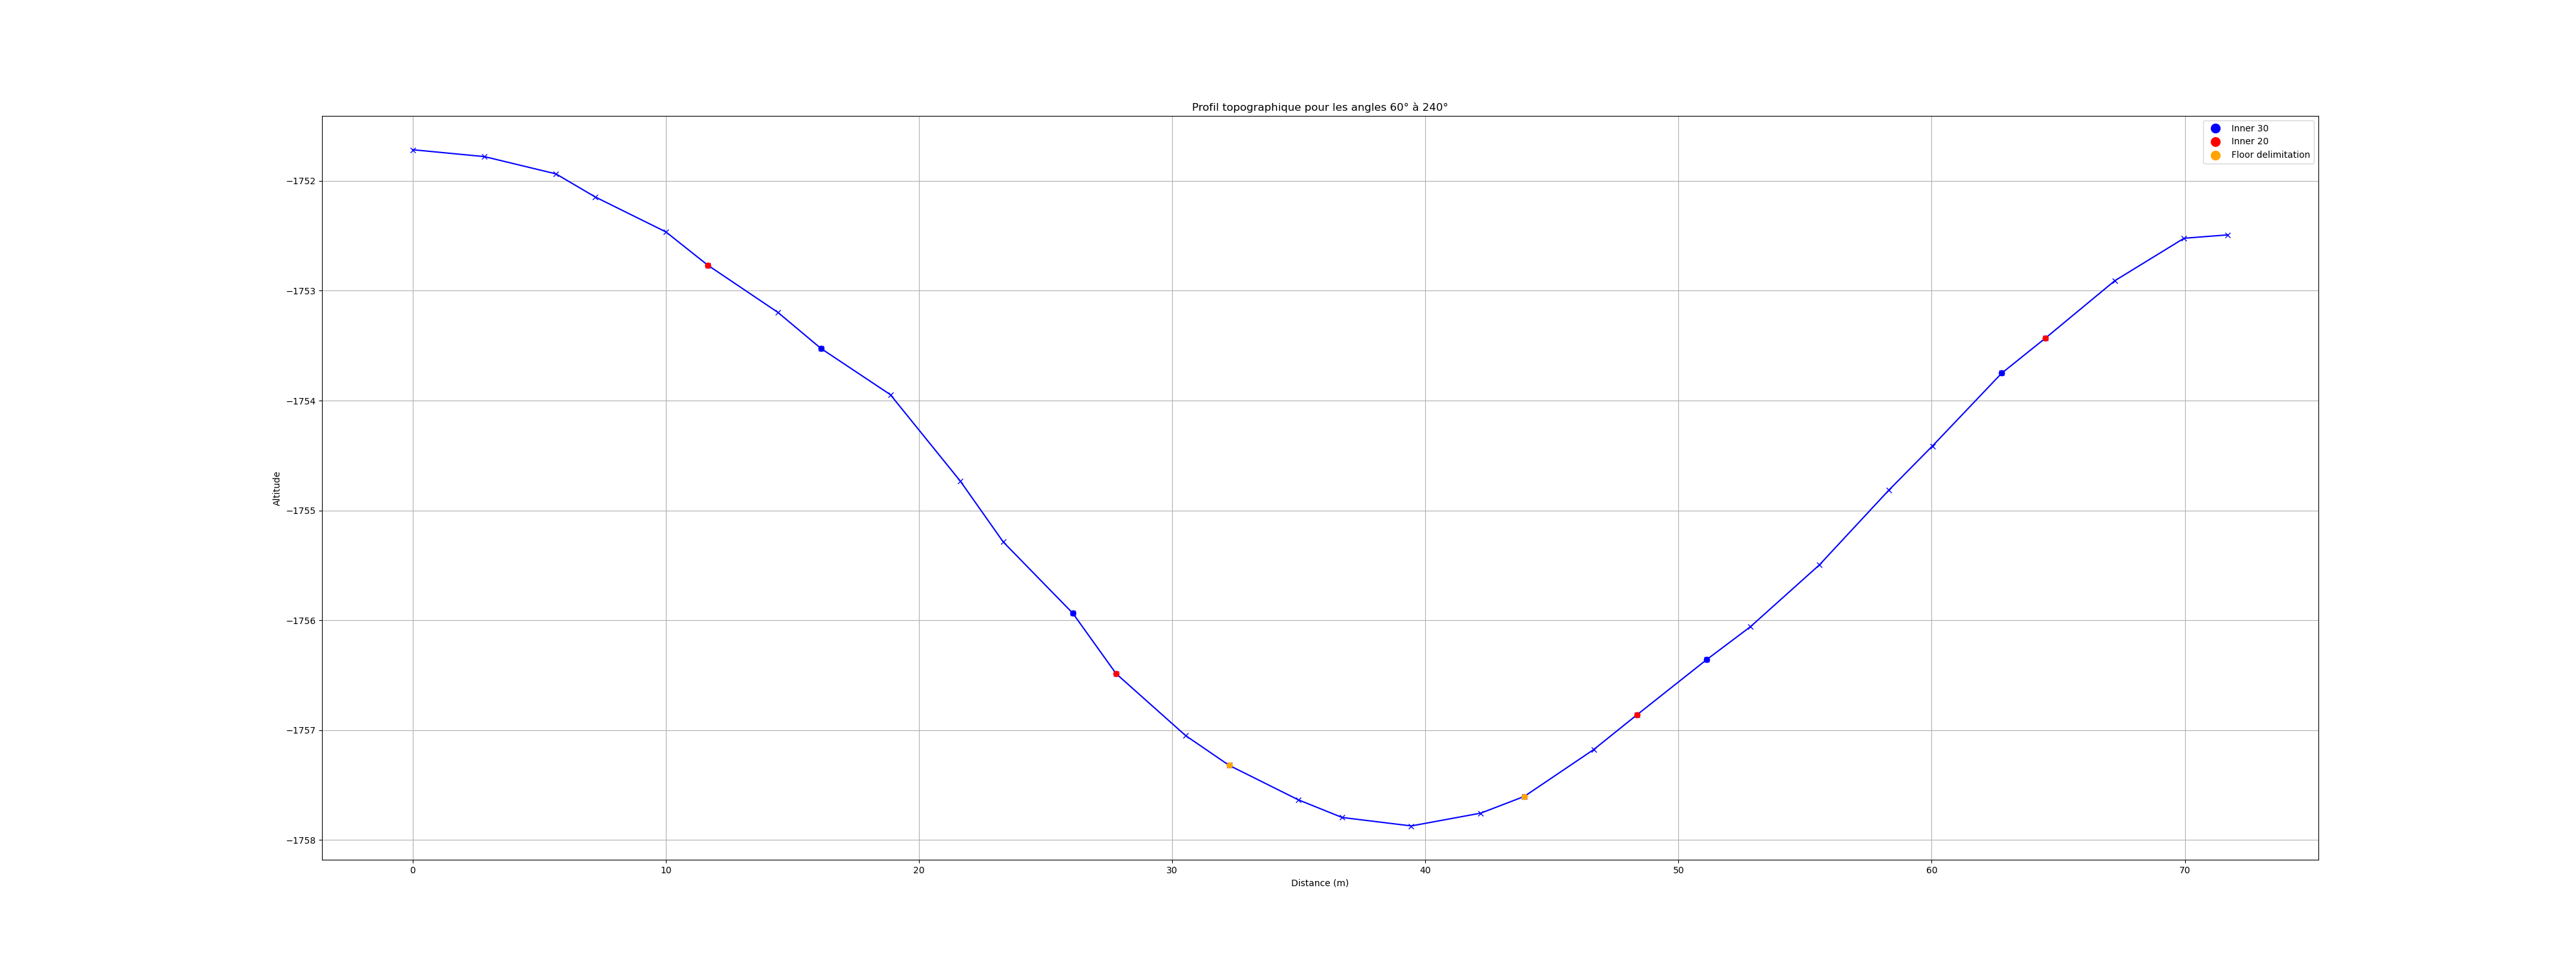 Profil topographique pour les angles 60° à 240°
Inner 30
Inner 20
Floor delimitation
Altitude
−1752
−1753
−1754
−1755
−1756
−1757
−1758
0 10 20 30 40 50 60 70
Distance (m)